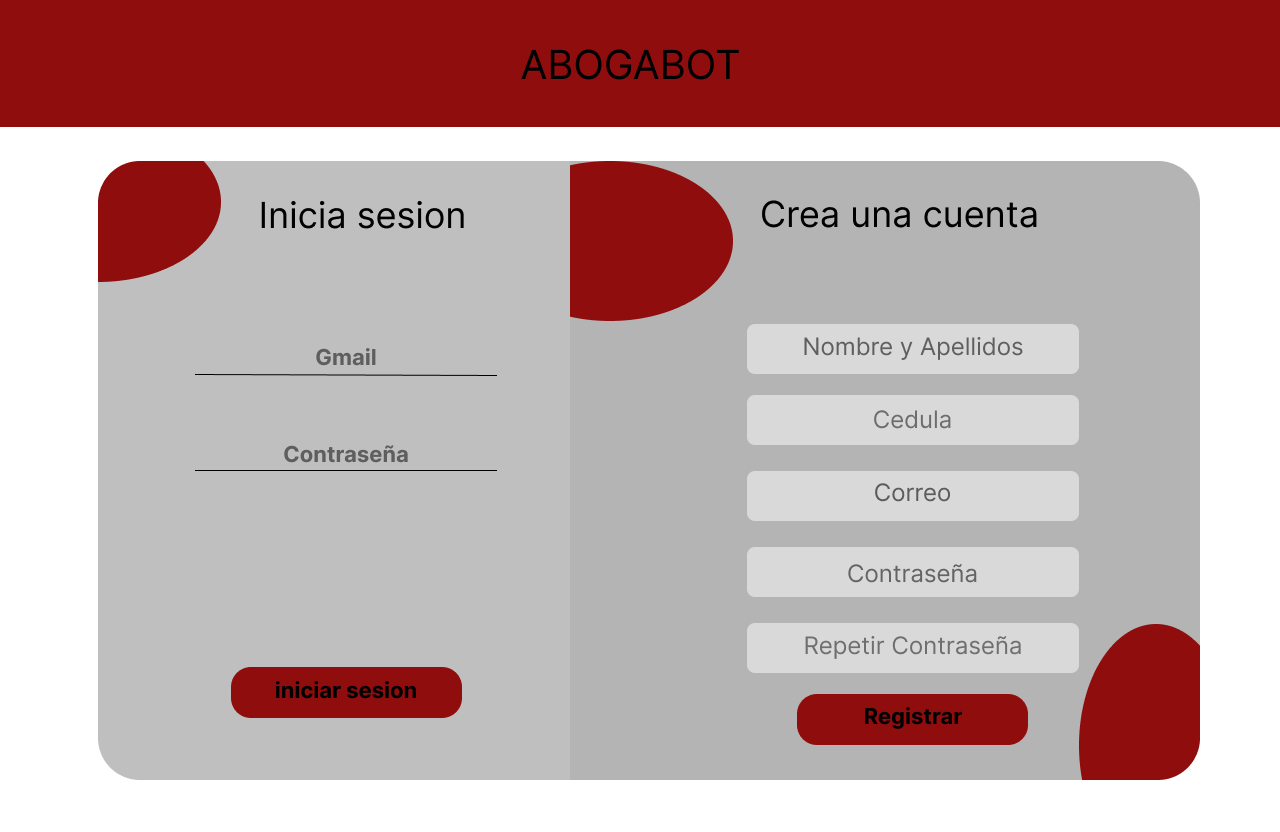 ABOGABOT
Inicia sesion
Gmail
Contraseña
iniciar sesion
Crea una cuenta
Nombre y Apellidos
Cedula
Correo
Contraseña
Repetir Contraseña
Registrar